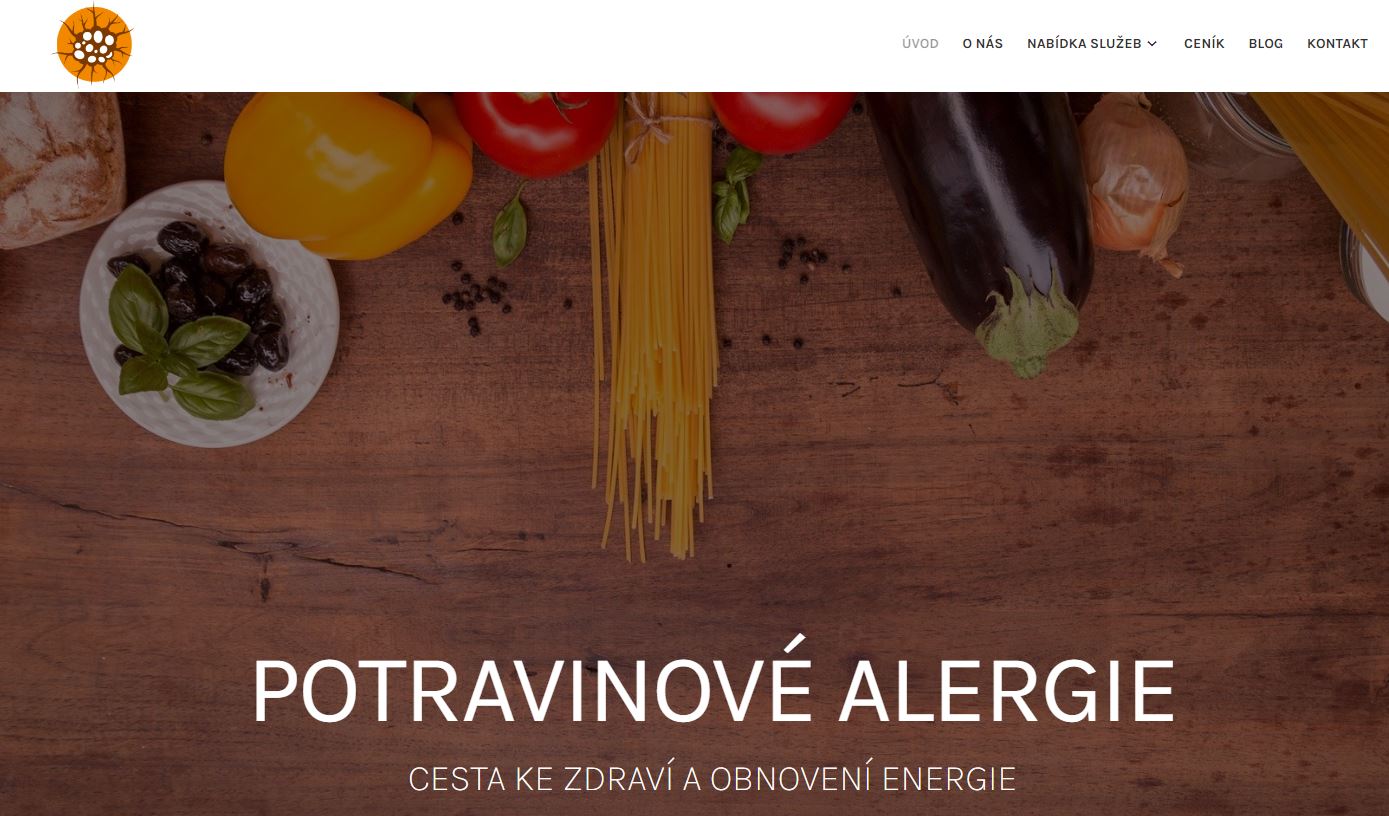 ÚVOD O NÁS NABÍDKA SLUŽEB CENÍK BLOG KONTAKT
POTRAVINOVÉ ALERGIE
CESTA KE ZDRAVÍ A OBNOVENÍ ENERGIE